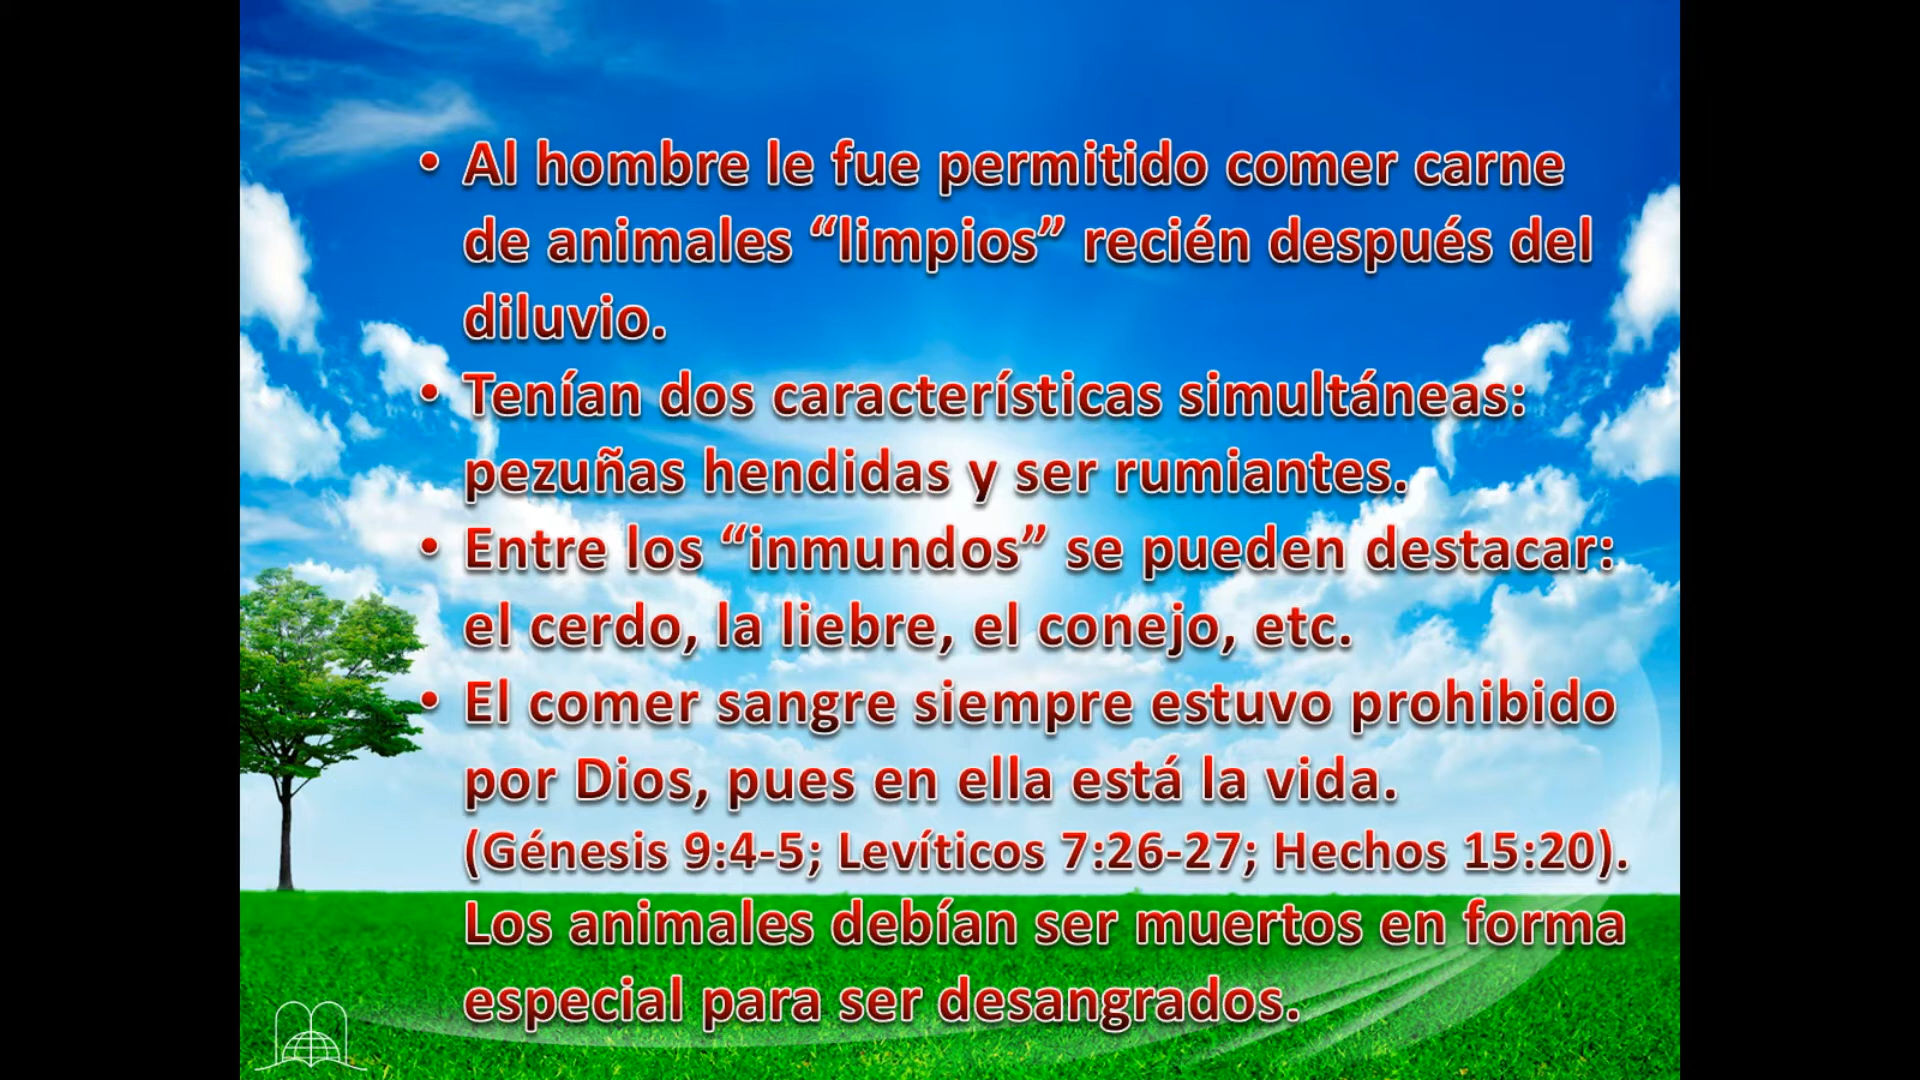 • Al hombre le fue permitido comer carne
de animales “limpios” recién después del
diluvio.
• Tenían dos características simultáneas:
pezuñas hendidas y ser rumiantes.
• Entre los “inmundos” se pueden destacar:
el cerdo, la liebre, el conejo, etc.
• El comer sangre siempre estuvo prohibido
por Dios, pues en ella está la vida.
(Génesis 9:4-5; Levíticos 7:26-27; Hechos 15:20).
Los animales debían ser muertos en forma
especial para ser desangrados.